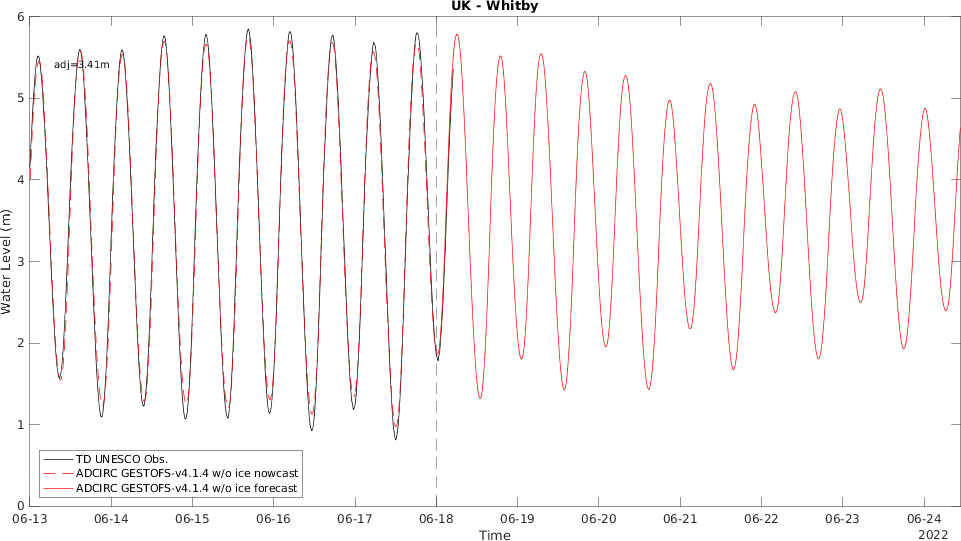 UK - Whitby
6
adj=3.41m
5
4
3
2
1
0
Water Level (m)
TD UNESCO Obs.
ADCIRC GESTOFS-v4.1.4 w/o ice nowcast
ADCIRC GESTOFS-v4.1.4 w/o ice forecast
06-13 06-14 06-15 06-16 06-17 06-18 06-19 06-20 06-21 06-22 06-23 06-24
Time
2022